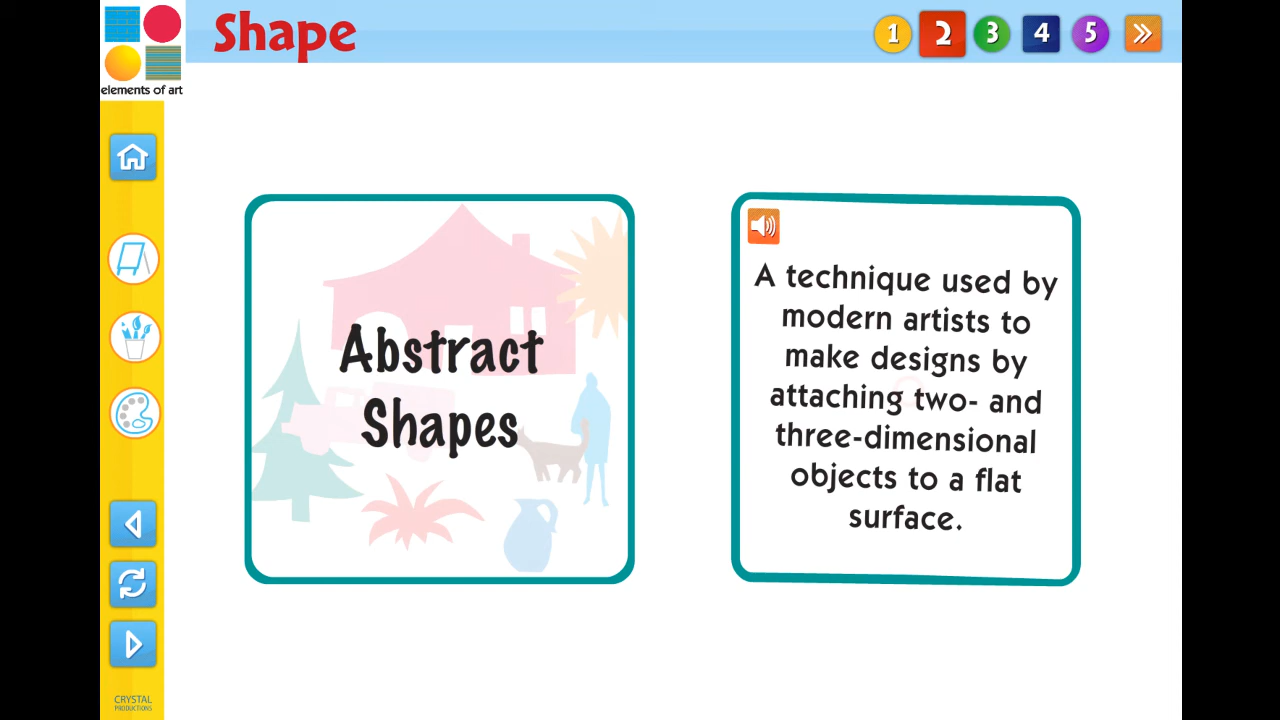 Shape
1 2 3 4 5
elements of art
Abstract
Shapes
A technique used by
modern artists to
make designs by
attaching two- and
three-dimensional
objects to a flat
surface.
CRYSTAL
PRODUCTIONS